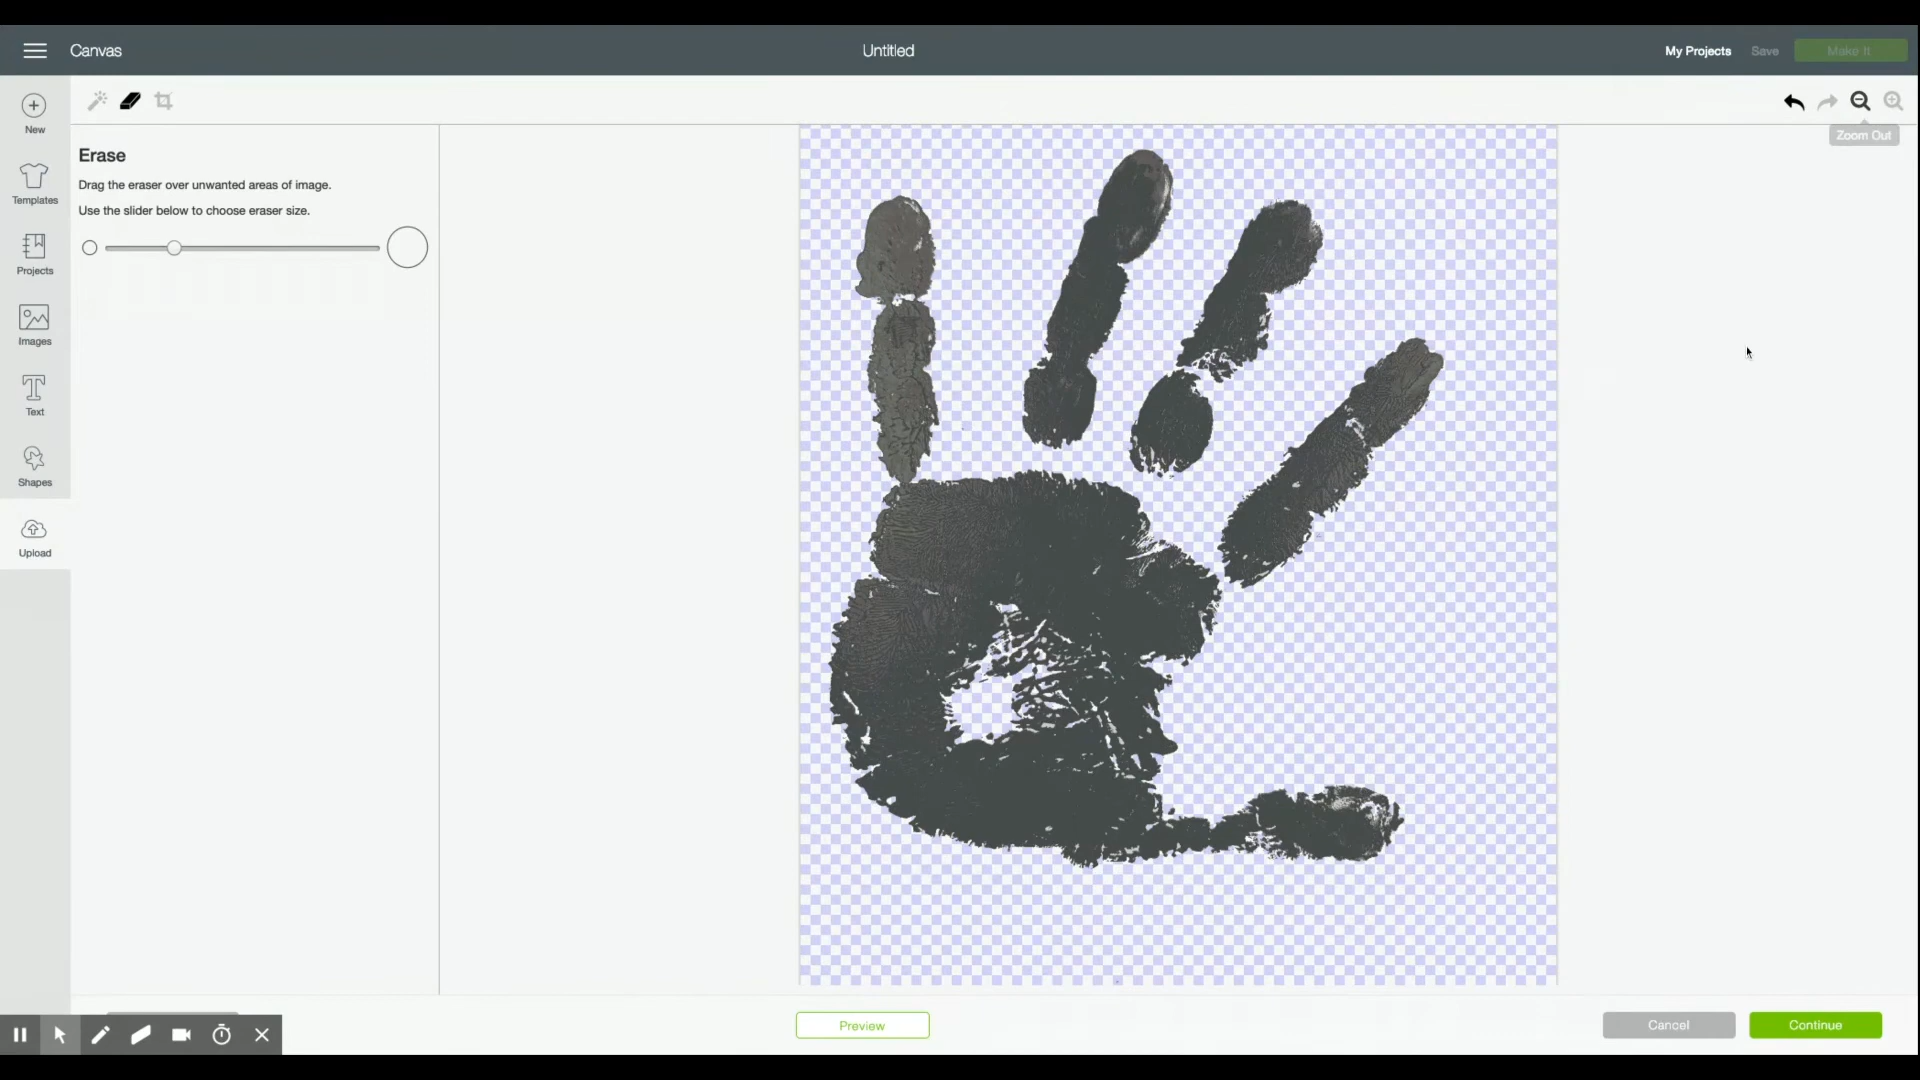 Canvas
Untitled
My Projects
Save
Make It
New
Templates
Projects
Images
Text
Shapes
Upload
Zoom Out
Erase
Drag the eraser over unwanted areas of image.
Use the slider below to choose eraser size.
Preview
Cancel
Continue